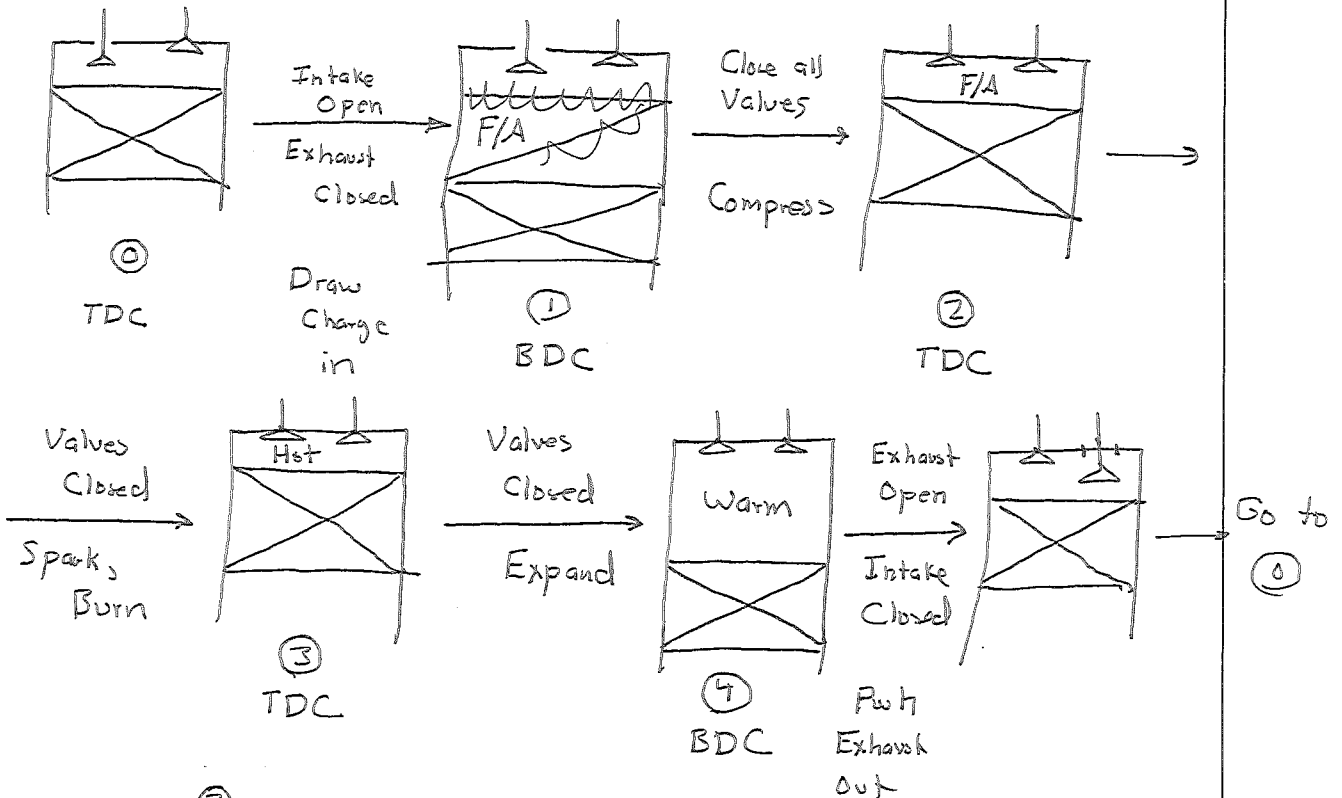 Intake
Open
Exhaust
Closed
Draw
Charge
in
⓪
TDC
F/A
①
BDC
Close all
Valves
Compress
F/A
②
TDC
Valves
Closed
Spark,
Burn
Hot
③
TDC
Valves
Closed
Expand
Warm
④
BDC
Exhaust
Open
Intake
Closed
Push
Exhaust
Out
Go to
⓪